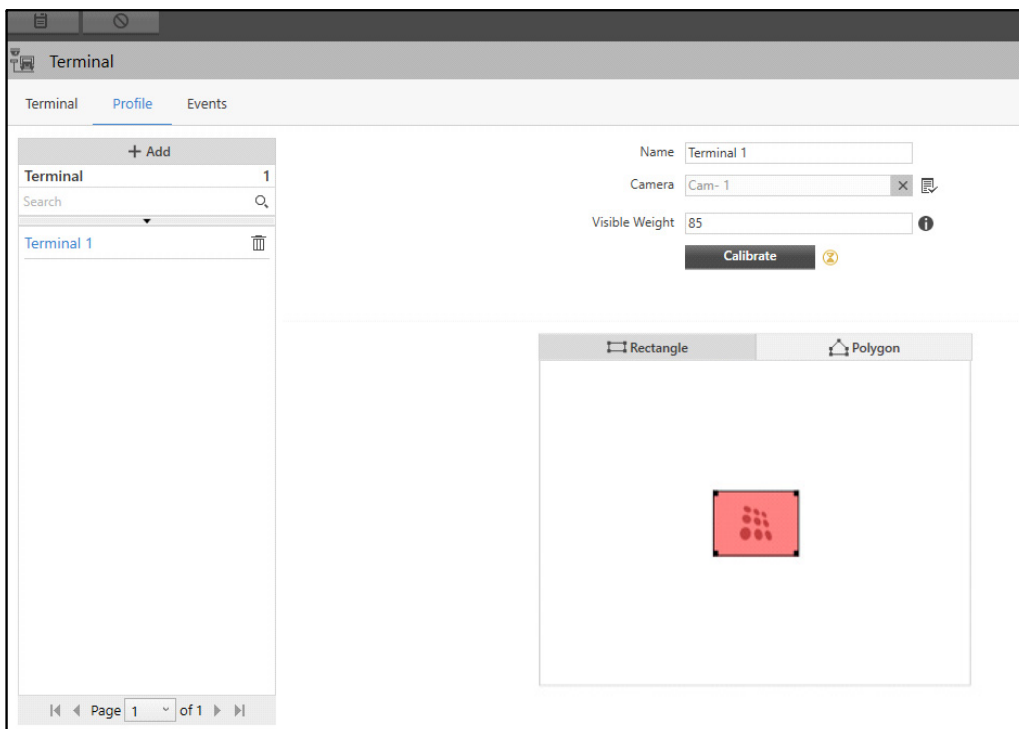 Terminal
Terminal Profile Events
+ Add
Terminal 1
Search
Terminal 1
Page 1 of 1
Name Terminal 1
Camera Cam- 1
Visible Weight 85
Calibrate
Rectangle Polygon